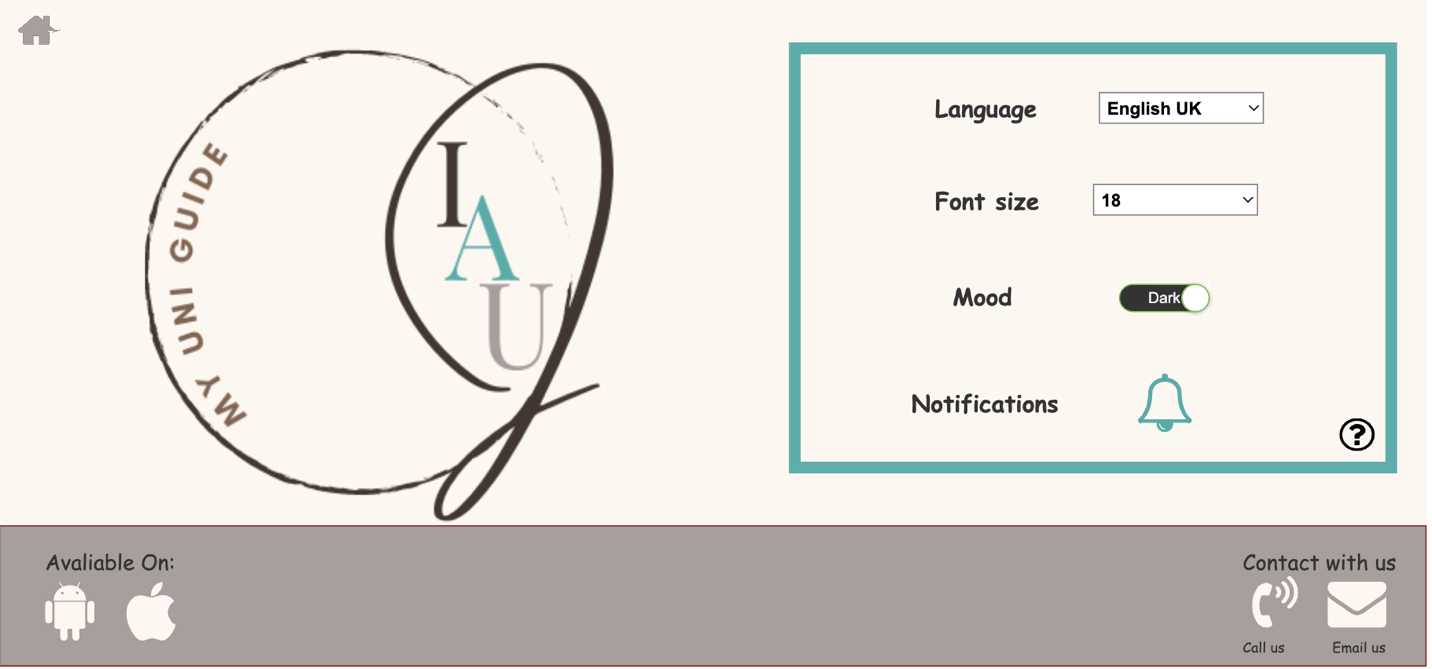 MY UNI GUIDE
I
A
U
Language English UK
Font size 18
Mood Dark
Notifications
?
Avaliable On:
Contact with us
Call us Email us